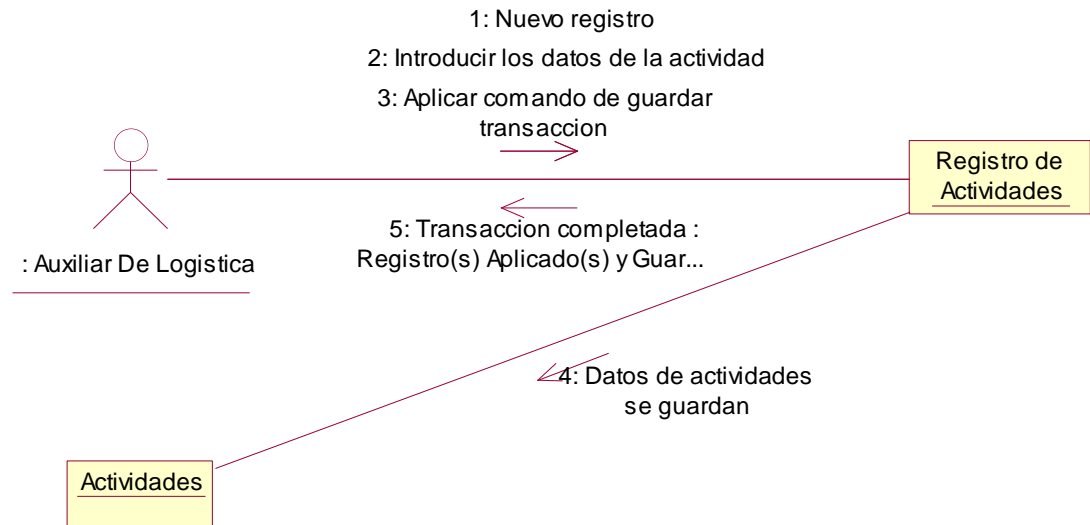 1: Nuevo registro
2: Introducir los datos de la actividad
3: Aplicar comando de guardar
transaccion
Registro de
Actividades
5: Transaccion completada :
Registro(s) Aplicado(s) y Guar...
: Auxiliar De Logistica
4: Datos de actividades
se guardan
Actividades